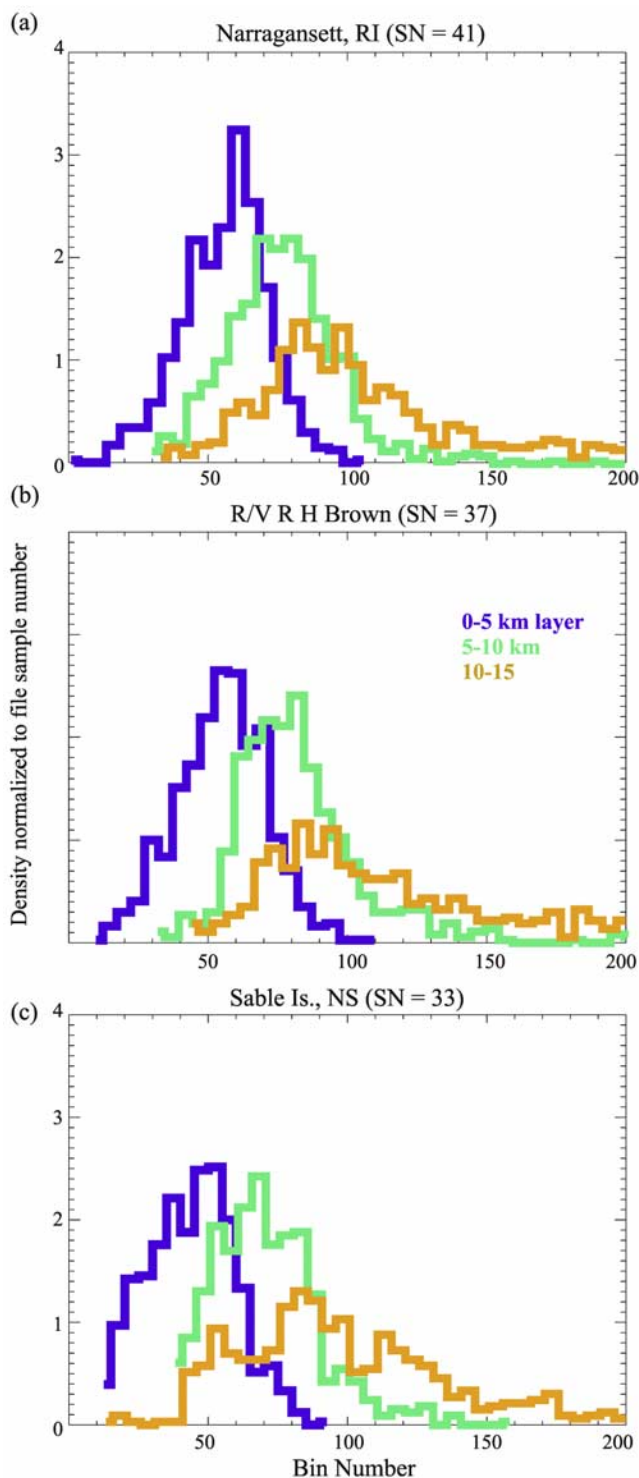 (a)
Narragansett, RI (SN = 41)
4
3
2
1
0
50
100
150
200
(b)
R/V R H Brown (SN = 37)
0-5 km layer
5-10 km
10-15
Density normalized to file sample number
50
100
150
200
(c)
Sable Is., NS (SN = 33)
4
3
2
1
0
50
100
150
200
Bin Number